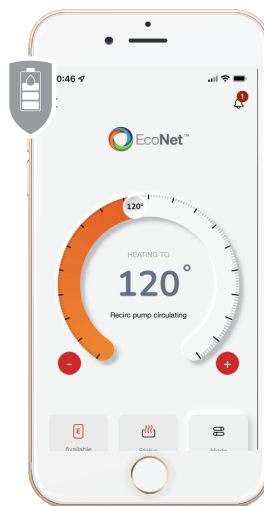 0:46
1
EcoNet™
120°
HEATING TO
120°
Recirc pump circulating
-
+
E
Available
Status
Mode